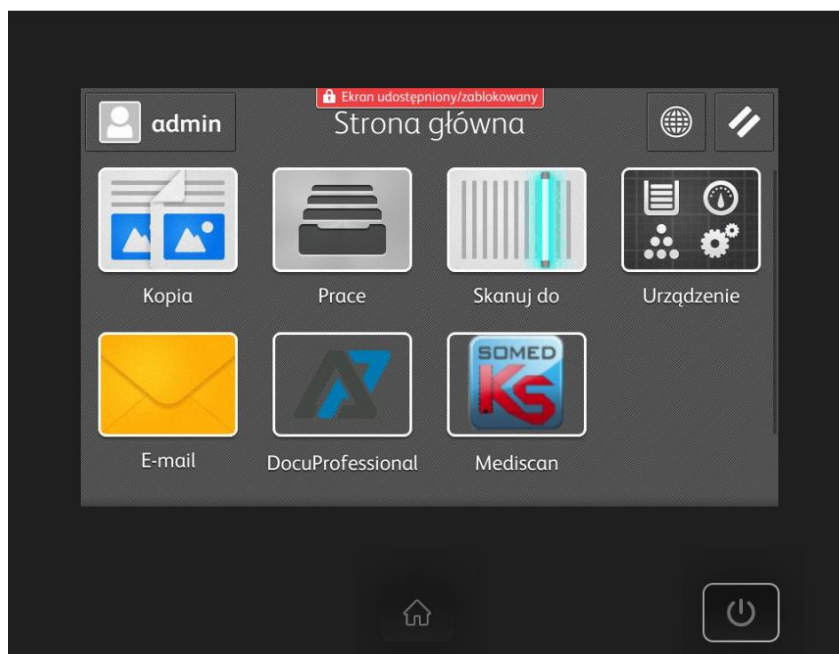 Ekran udostępniony/zablokowany
admin
Strona główna
Kopia
Prace
Skanuj do
Urządzenie
SOMED
KS
E-mail
DocuProfessional
Mediscan